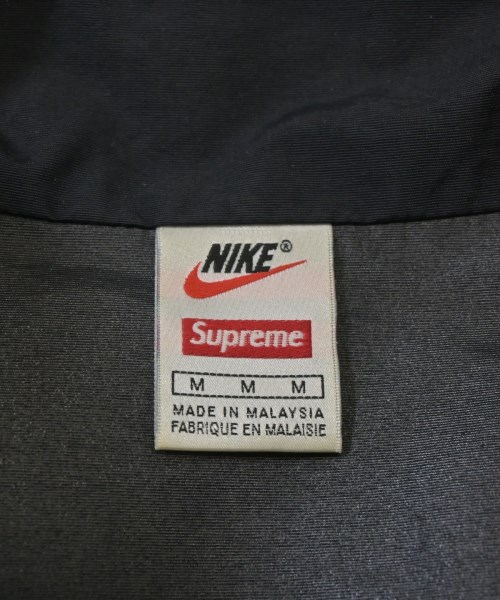 NIKE®
Supreme
M M M
MADE IN MALAYSIA
FABRIQUE EN MALAISIE